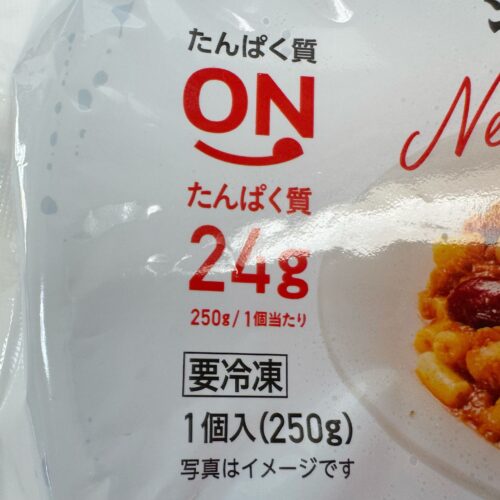 たんぱく質
ON
たんぱく質
24g
250g/1個当たり
要冷凍
1個入(250g)
写真はイメージです